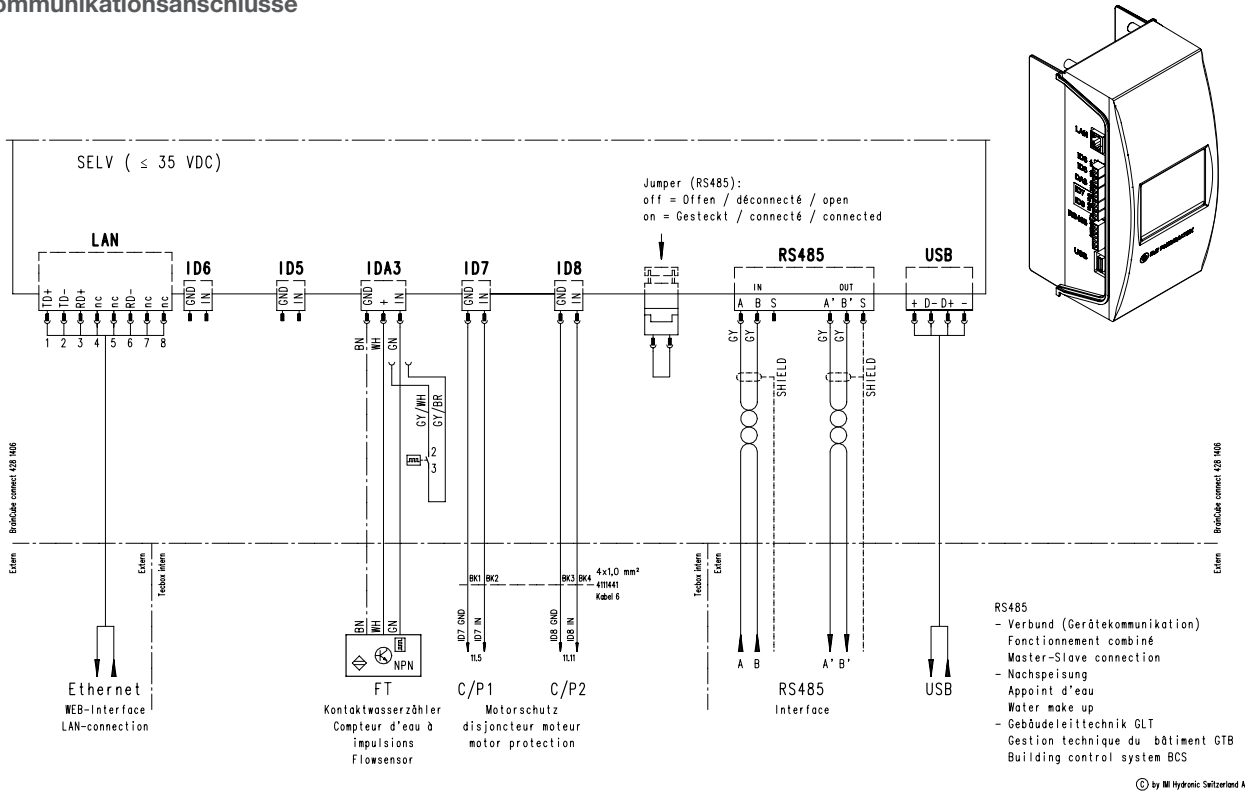 ommunikationsanschlüsse
SELV ( ≤ 35 VDC)
Jumper (RS485):
off = Offen / déconnecté / open
on = Gesteckt / connecté / connected
LAN
ID6
ID5
IDA3
ID7
ID8
RS485
USB
TD+
TD-
RD+
nc
nc
RD-
nc
nc
GND
IN
GND
IN
GND
+
IN
GND
IN
GND
IN
IN
OUT
A B S
A' B' S
+ D- D+ -
1 2 3 4 5 6 7 8
BN
WH
GN
GY/WH
GY/BR
2
3
GY
GY
SHIELD
GY
GY
SHIELD
BrainCube connect 428 1406
Extern
Extern
Tecbox intern
Tecbox intern
Extern
BrainCube connect 428 1406
Extern
BK1 BK2
BK3 BK4
4x1,0 mm²
4111441
Kabel 6
BN
WH
GN
ID7 GND
ID7 IN
ID8 GND
ID8 IN
NPN
11.5
11.11
A B
A' B'
Ethernet
WEB-Interface
LAN-connection
FT
Kontaktwasserzähler
Compteur d'eau à
impulsions
Flowsensor
C/P1
C/P2
Motorschutz
disjoncteur moteur
motor protection
RS485
Interface
USB
RS485
- Verbund (Gerätekommunikation)
Fonctionnement combiné
Master-Slave connection
- Nachspeisung
Appoint d'eau
Water make up
- Gebäudeleittechnik GLT
Gestion technique du bâtiment GTB
Building control system BCS
© by IMI Hydronic Switzerland A
LAN
ID6
ID5
ID7
ID8
RS485
USB